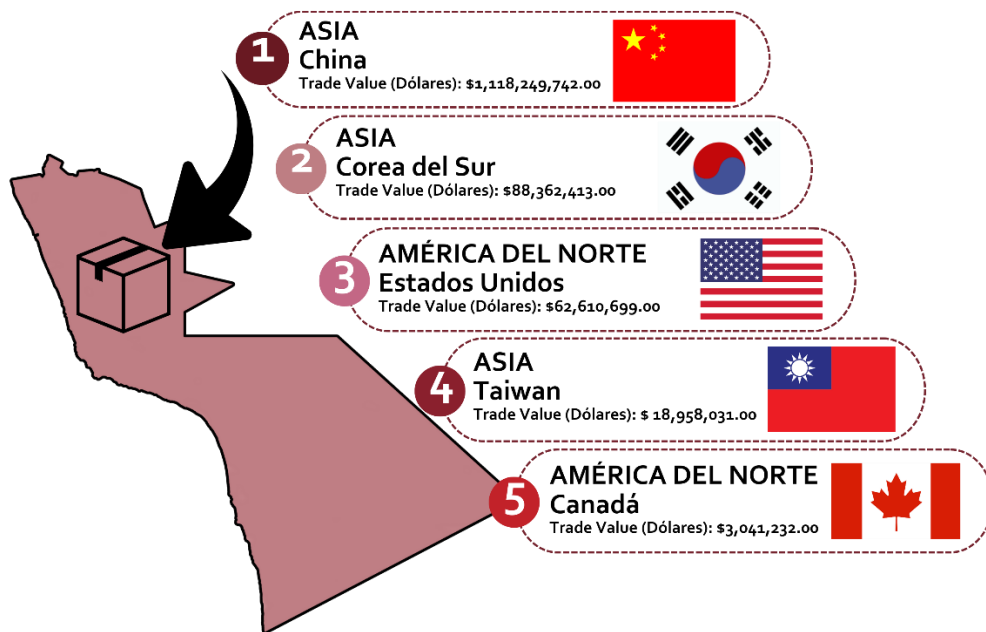 1
ASIA
China
Trade Value (Dólares): $1,118,249,742.00
2
ASIA
Corea del Sur
Trade Value (Dólares): $88,362,413.00
3
AMÉRICA DEL NORTE
Estados Unidos
Trade Value (Dólares): $62,610,699.00
4
ASIA
Taiwan
Trade Value (Dólares): $ 18,958,031.00
5
AMÉRICA DEL NORTE
Canadá
Trade Value (Dólares): $3,041,232.00